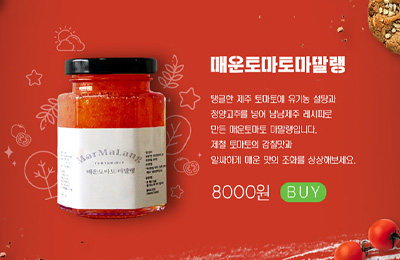 매운토마토마말랭
탱글한 제주 토마토에 유기농 설탕과
청양고추를 넣어 냠냠제주 레시피로
만든 매운토마토 마말랭입니다.
제철 토마토의 감칠맛과
알싸하게 매운 맛의 조화를 상상해보세요.
8000원 BUY
MarMaLang
매운토마토마말랭